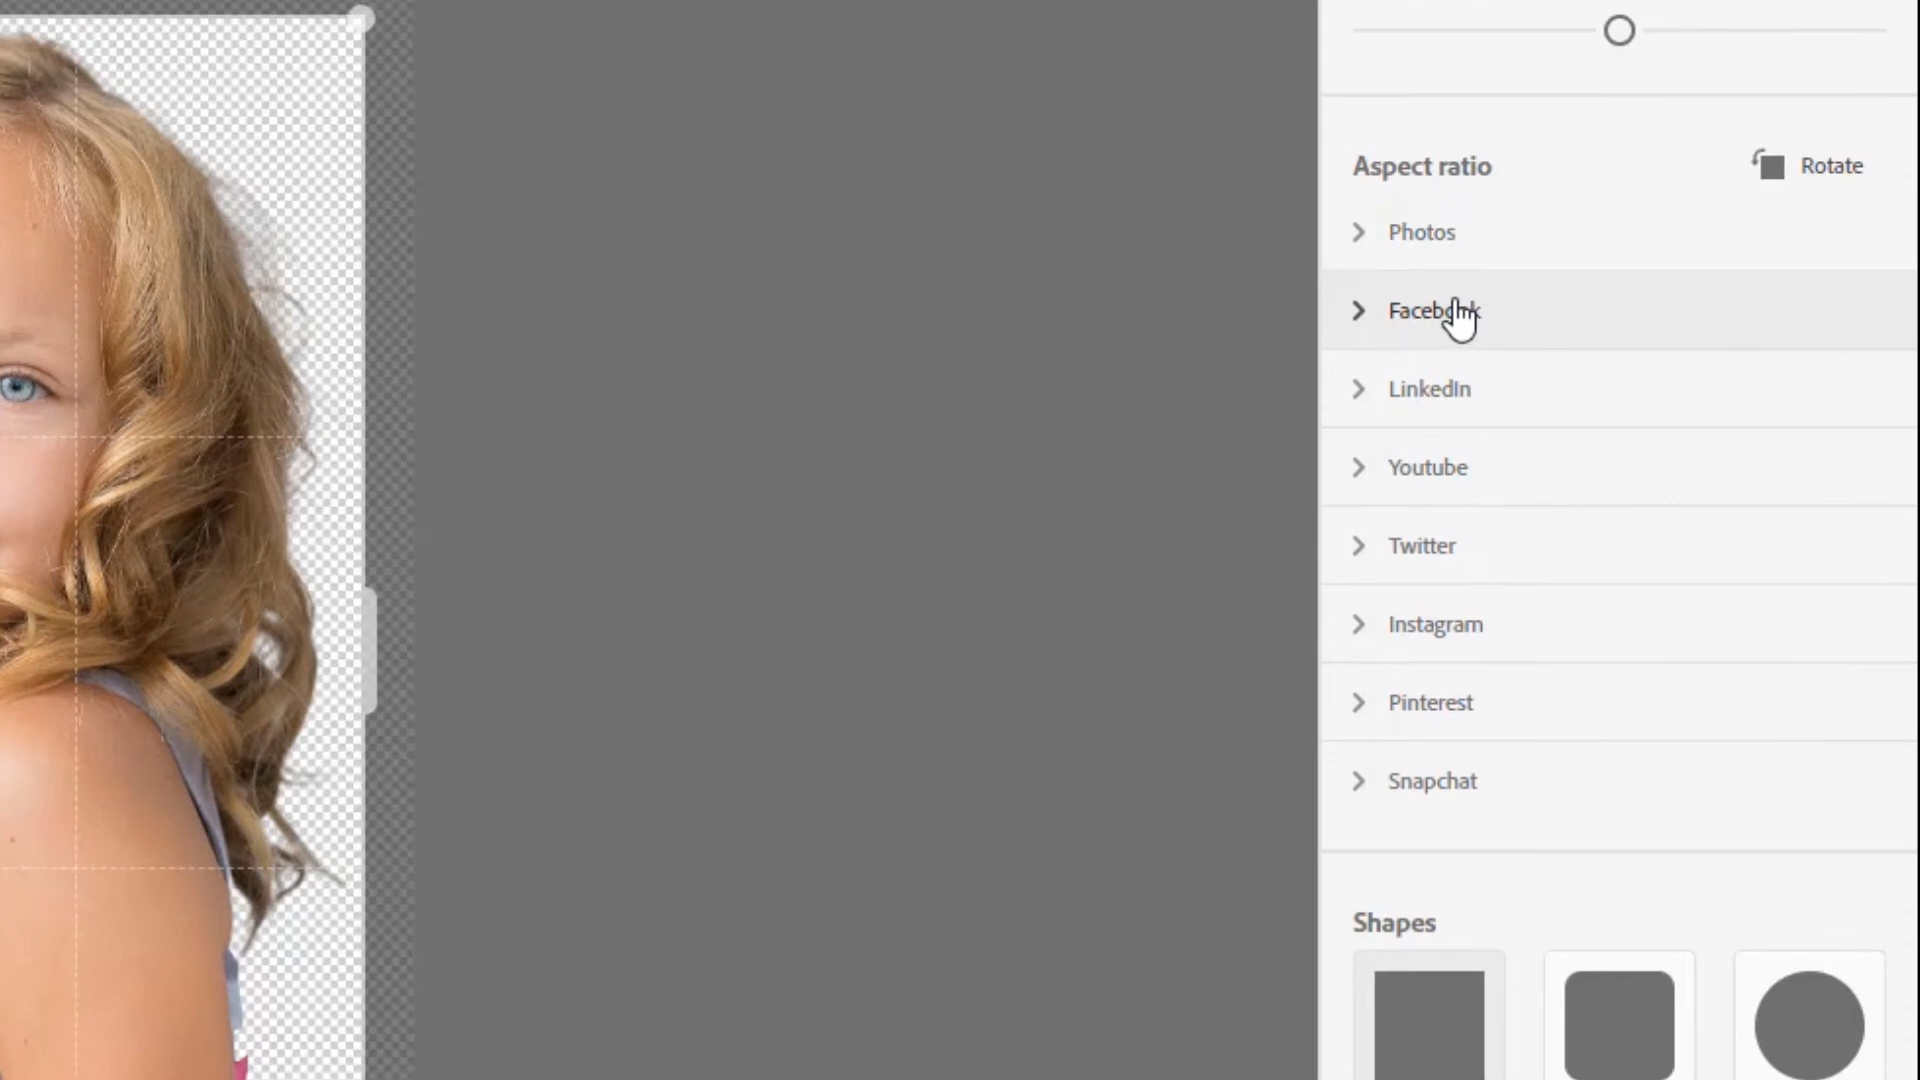 Aspect ratio
Rotate
Photos
Facebook
LinkedIn
Youtube
Twitter
Instagram
Pinterest
Snapchat
Shapes